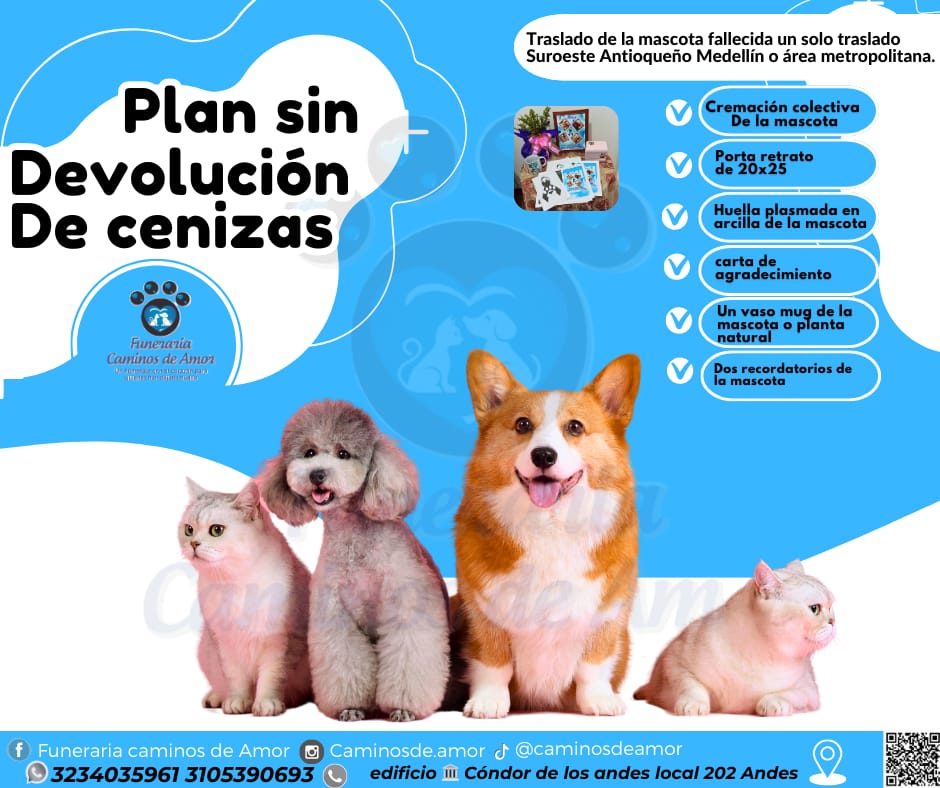 Traslado de la mascota fallecida un solo traslado
Suroeste Antioqueño Medellín o área metropolitana.
Plan sin
Devolución
De cenizas
Cremación colectiva
De la mascota
Porta retrato
de 20x25
Huella plasmada en
arcilla de la mascota
carta de
agradecimiento
Un vaso mug de la
mascota o planta
natural
Dos recordatorios de
la mascota
Funeraria
Caminos de Amor
Funeraria caminos de Amor Caminosde.amor @caminosdeamor
3234035961 3105390693 edificio Cóndor de los andes local 202 Andes